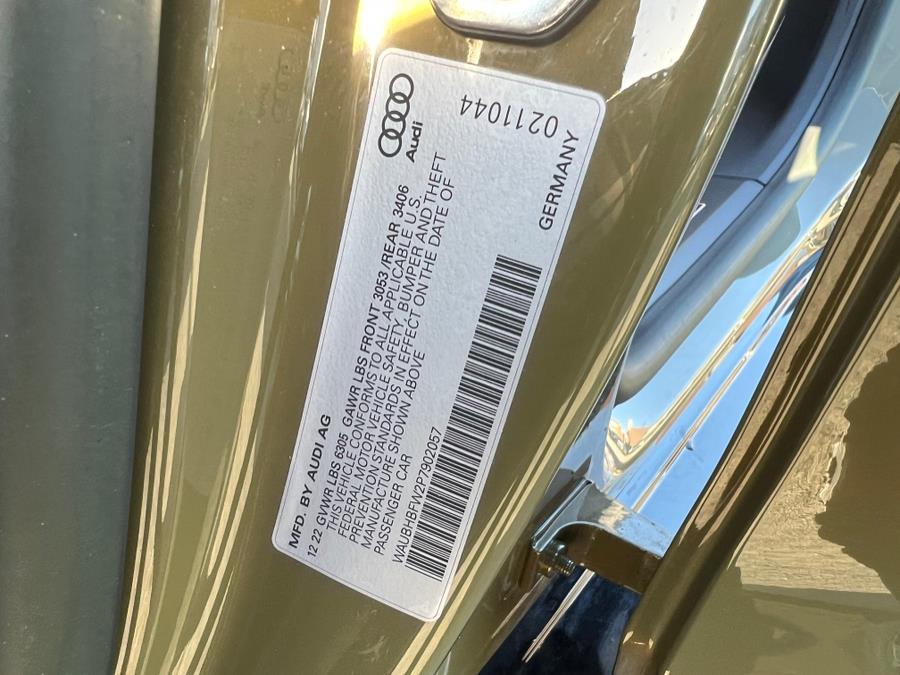 Audi
MFD. BY AUDI AG
12 22 GVWR LBS 6305 GAWR LBS FRONT 3053 /REAR 3406
THIS VEHICLE CONFORMS TO ALL APPLICABLE U.S.
FEDERAL MOTOR VEHICLE SAFETY, BUMPER AND THEFT
PREVENTION STANDARDS IN EFFECT ON THE DATE OF
MANUFACTURE SHOWN ABOVE
PASSENGER CAR
WAUBHBFW2P7902057
GERMANY
0211044